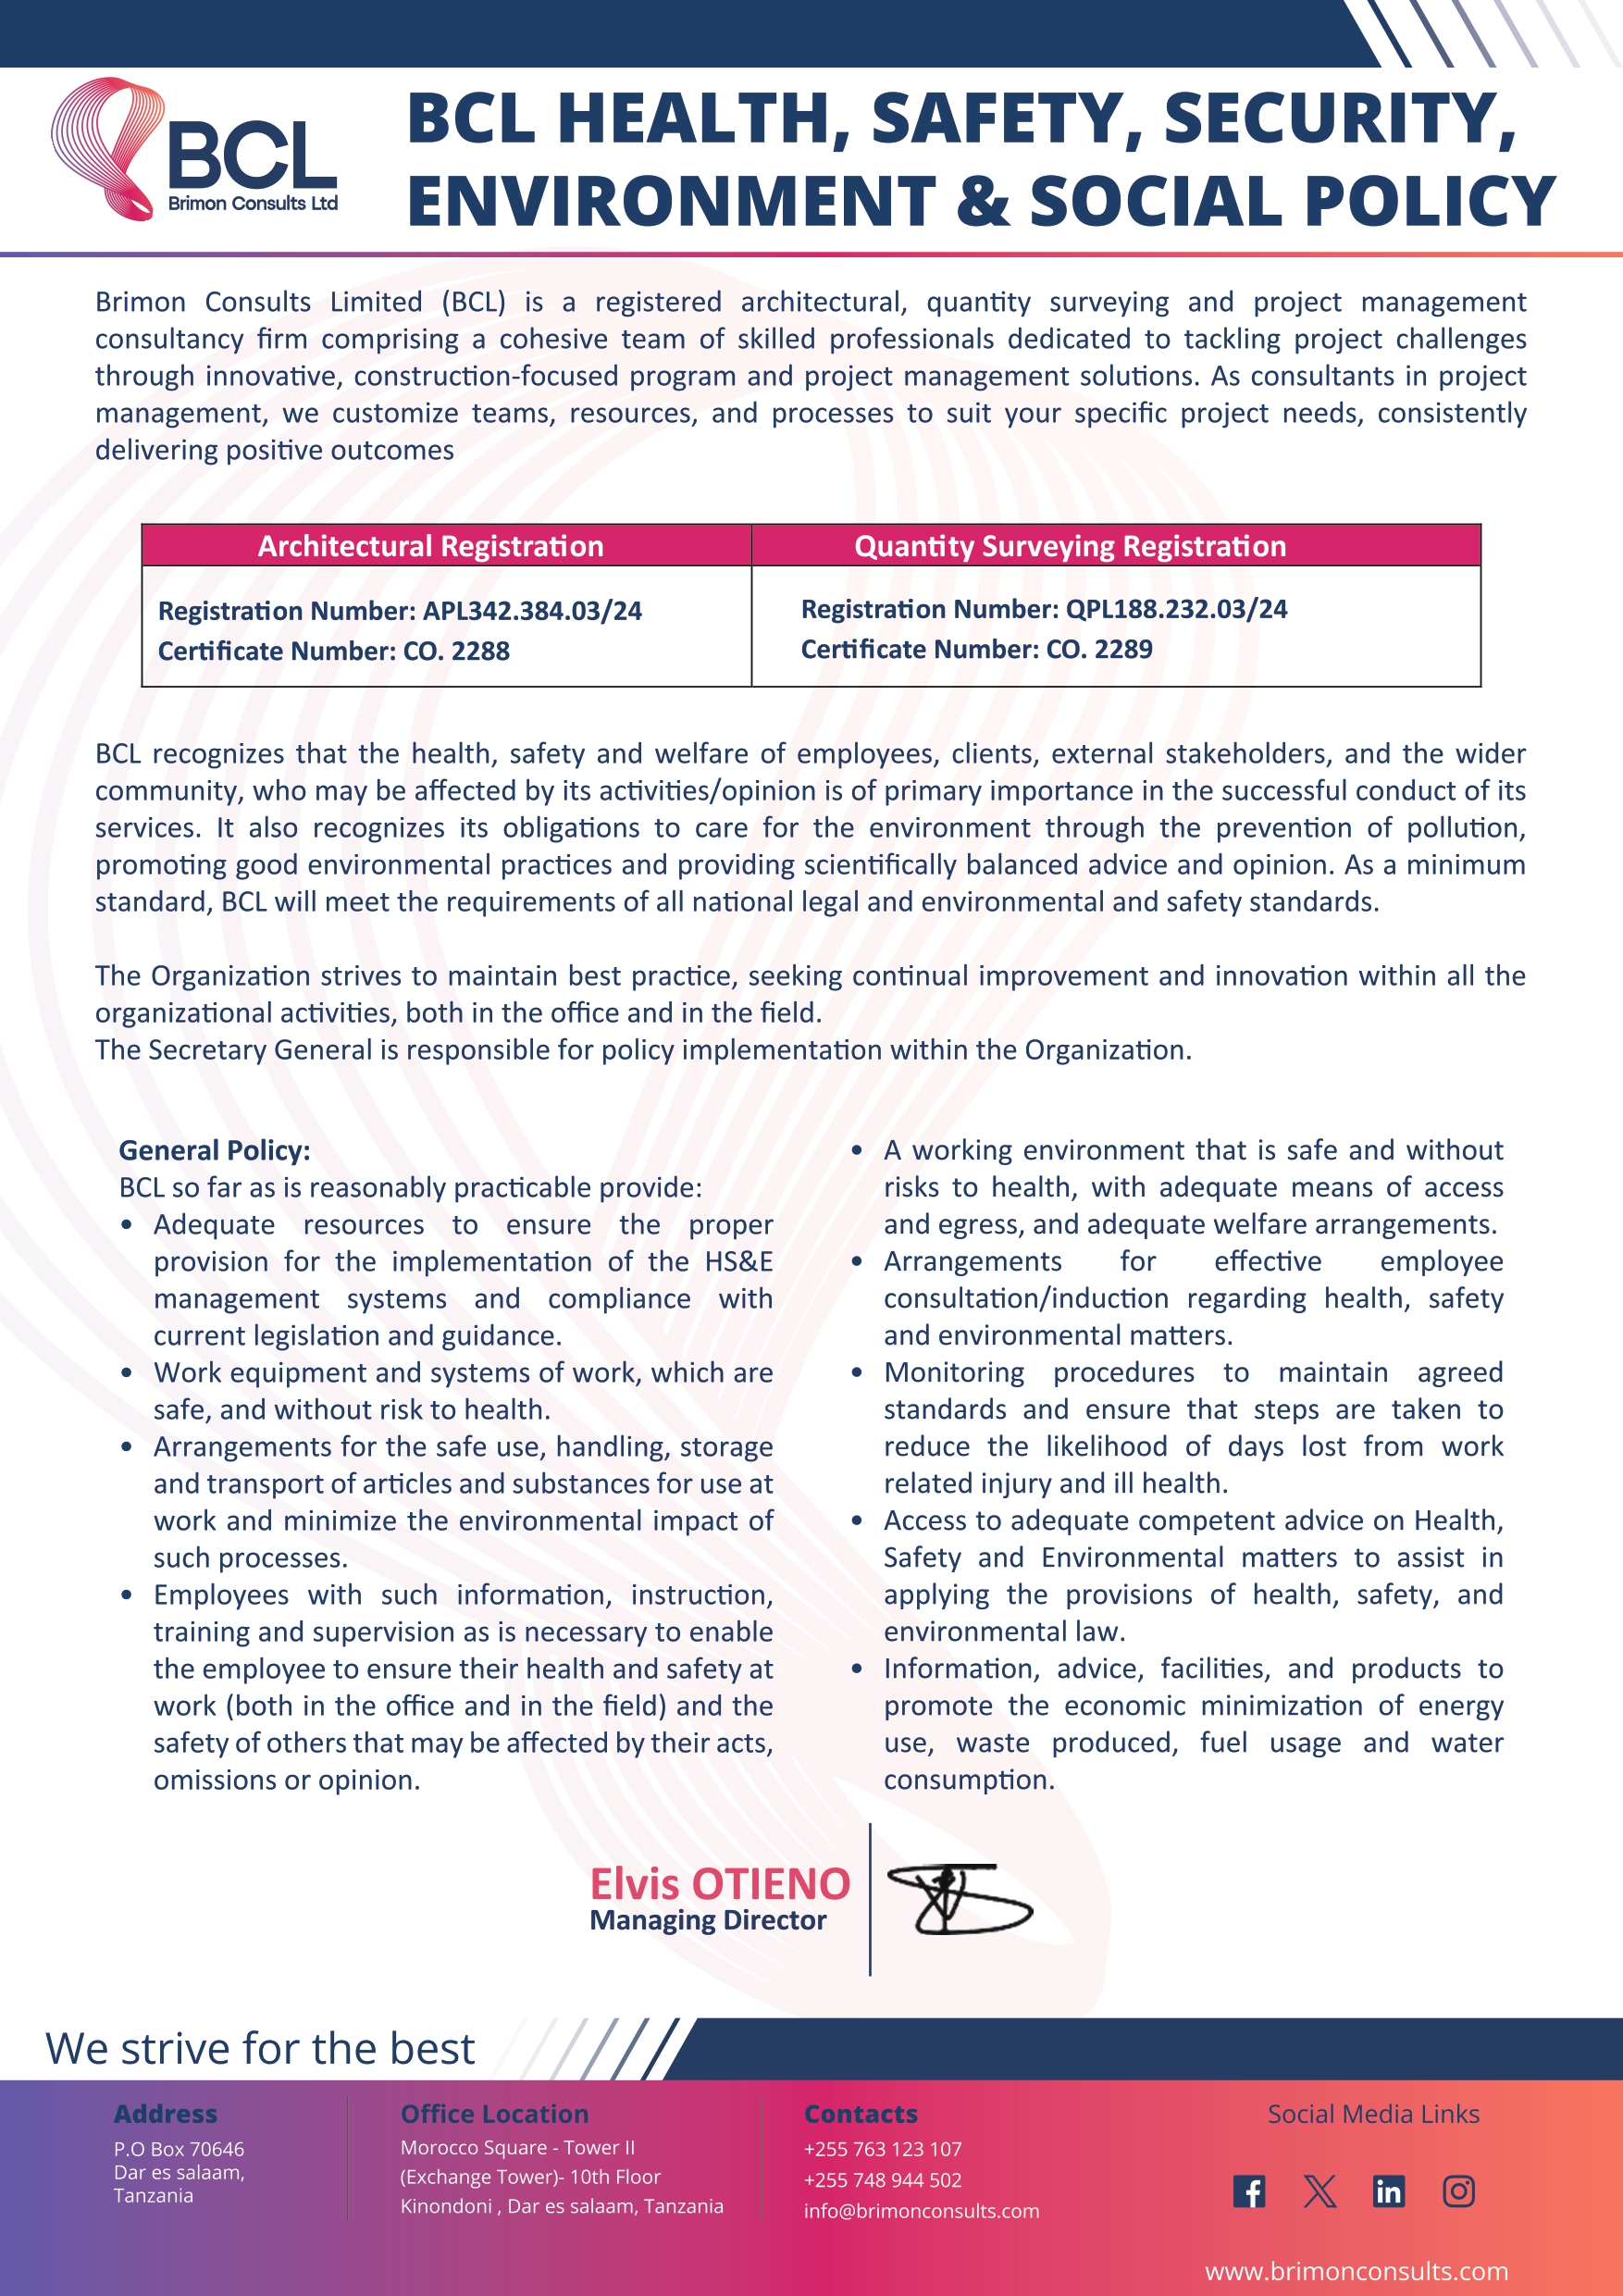 BCL
Brimon Consults Ltd
BCL HEALTH, SAFETY, SECURITY,
ENVIRONMENT & SOCIAL POLICY
Brimon Consults Limited (BCL) is a registered architectural, quantity surveying and project management
consultancy firm comprising a cohesive team of skilled professionals dedicated to tackling project challenges
through innovative, construction-focused program and project management solutions. As consultants in project
management, we customize teams, resources, and processes to suit your specific project needs, consistently
delivering positive outcomes
Architectural Registration
Registration Number: APL342.384.03/24
Certificate Number: CO. 2288
Quantity Surveying Registration
Registration Number: QPL188.232.03/24
Certificate Number: CO. 2289
BCL recognizes that the health, safety and welfare of employees, clients, external stakeholders, and the wider
community, who may be affected by its activities/opinion is of primary importance in the successful conduct of its
services. It also recognizes its obligations to care for the environment through the prevention of pollution,
promoting good environmental practices and providing scientifically balanced advice and opinion. As a minimum
standard, BCL will meet the requirements of all national legal and environmental and safety standards.
The Organization strives to maintain best practice, seeking continual improvement and innovation within all the
organizational activities, both in the office and in the field.
The Secretary General is responsible for policy implementation within the Organization.
General Policy:
BCL so far as is reasonably practicable provide:
• Adequate resources to ensure the proper
provision for the implementation of the HS&E
management systems and compliance with
current legislation and guidance.
• Work equipment and systems of work, which are
safe, and without risk to health.
• Arrangements for the safe use, handling, storage
and transport of articles and substances for use at
work and minimize the environmental impact of
such processes.
• Employees with such information, instruction,
training and supervision as is necessary to enable
the employee to ensure their health and safety at
work (both in the office and in the field) and the
safety of others that may be affected by their acts,
omissions or opinion.
• A working environment that is safe and without
risks to health, with adequate means of access
and egress, and adequate welfare arrangements.
• Arrangements for effective employee
consultation/induction regarding health, safety
and environmental matters.
• Monitoring procedures to maintain agreed
standards and ensure that steps are taken to
reduce the likelihood of days lost from work
related injury and ill health.
• Access to adequate competent advice on Health,
Safety and Environmental matters to assist in
applying the provisions of health, safety, and
environmental law.
• Information, advice, facilities, and products to
promote the economic minimization of energy
use, waste produced, fuel usage and water
consumption.
Elvis OTIENO
Managing Director
We strive for the best
Address
P.O Box 70646
Dar es salaam,
Tanzania
Office Location
Morocco Square - Tower II
(Exchange Tower)- 10th Floor
Kinondoni , Dar es salaam, Tanzania
Contacts
+255 763 123 107
+255 748 944 502
info@brimonconsults.com
Social Media Links
www.brimonconsults.com